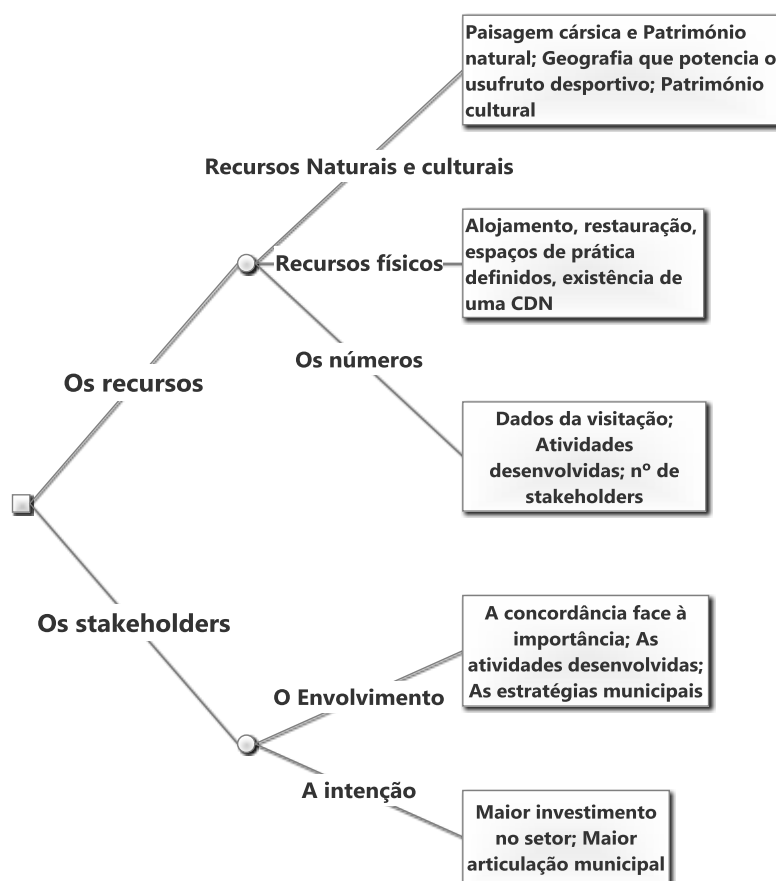 Paisagem cársica e Património
natural; Geografia que potencia o
usufruto desportivo; Património
cultural
Recursos Naturais e culturais
Alojamento, restauração,
espaços de prática
definidos, existência de
uma CDN
Recursos físicos
Os números
Os recursos
Dados da visitação;
Atividades
desenvolvidas; nº de
stakeholders
Os stakeholders
A concordância face à
importância; As
atividades desenvolvidas;
As estratégias municipais
O Envolvimento
A intenção
Maior investimento
no setor; Maior
articulação municipal